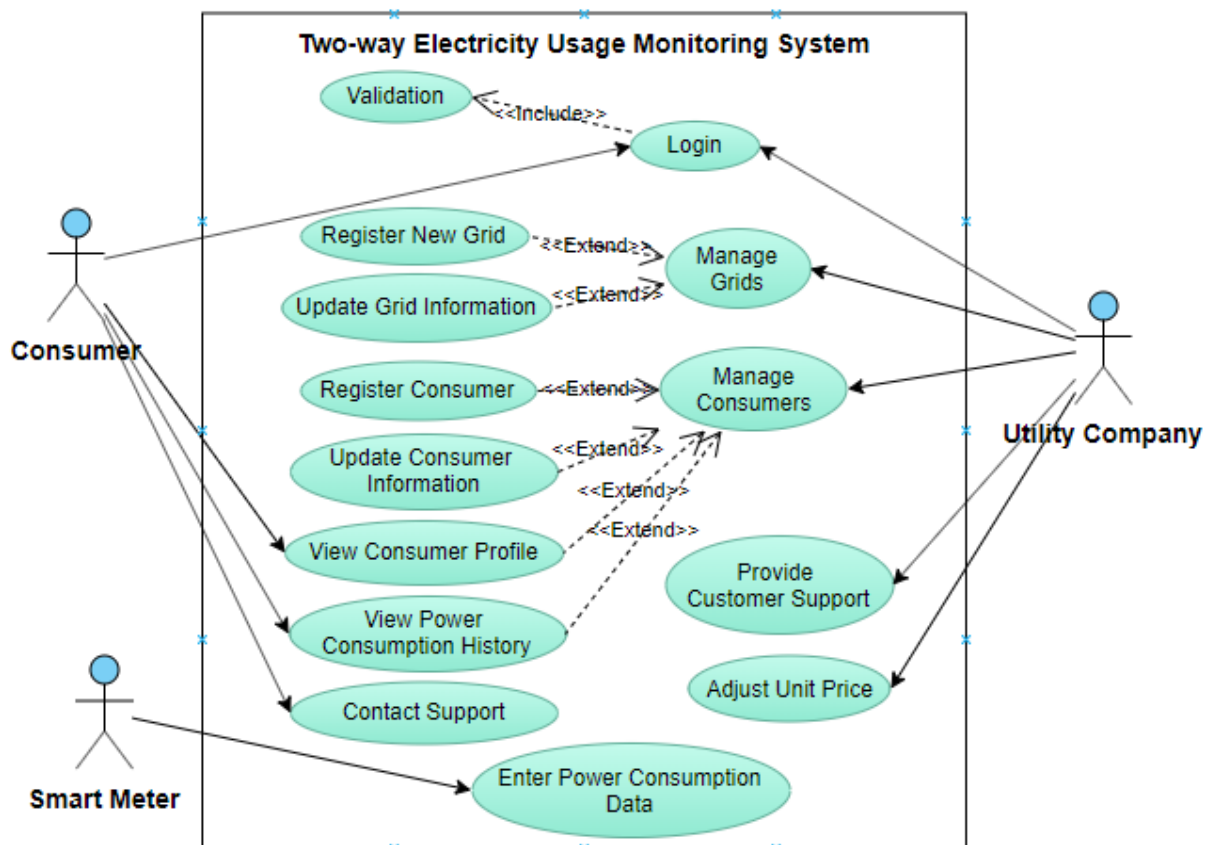 Two-way Electricity Usage Monitoring System
Validation
<<Include>>
Login
Register New Grid
<<Extend>>
Manage
Grids
Update Grid Information
<<Extend>>
Consumer
Register Consumer
<<Extend>>
Manage
Consumers
Utility Company
Update Consumer
Information
<<Extend>>
<<Extend>>
<<Extend>>
View Consumer Profile
Provide
Customer Support
View Power
Consumption History
Adjust Unit Price
Contact Support
Smart Meter
Enter Power Consumption
Data